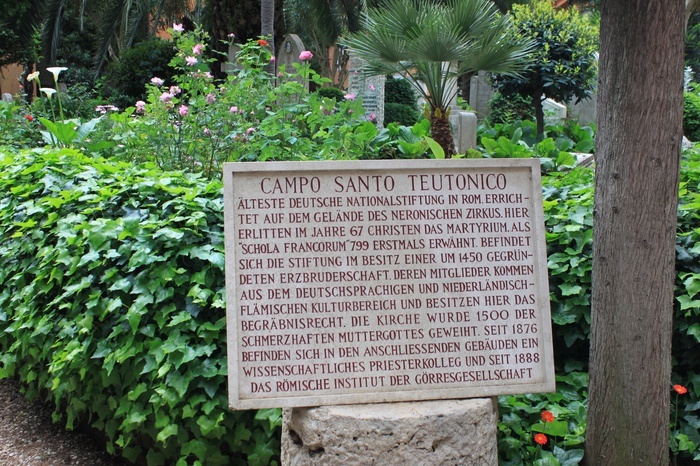 CAMPO SANTO TEUTONICO
ÄLTESTE DEUTSCHE NATIONALSTIFTUNG IN ROM. ERRICH-
TET AUF DEM GELÄNDE DES NERONISCHEN ZIRKUS. HIER
ERLITTEN IM JAHRE 67 CHRISTEN DAS MARTYRIUM. ALS
"SCHOLA FRANCORUM" 799 ERSTMALS ERWÄHNT. BEFINDET
SICH DIE STIFTUNG IM BESITZ EINER UM 1450 GEGRÜN-
DETEN ERZBRUDERSCHAFT. DEREN MITGLIEDER KOMMEN
AUS DEM DEUTSCHSPRACHIGEN UND NIEDERLÄNDISCH-
FLÄMISCHEN KULTURBEREICH UND BESITZEN HIER DAS
BEGRÄBNISRECHT. DIE KIRCHE WURDE 1500 DER
SCHMERZHAFTEN MUTTERGOTTES GEWEIHT. SEIT 1876
BEFINDEN SICH IN DEN ANSCHLIESSENDEN GEBÄUDEN EIN
WISSENSCHAFTLICHES PRIESTERKOLLEG UND SEIT 1888
DAS RÖMISCHE INSTITUT DER GÖRRESGESELLSCHAFT